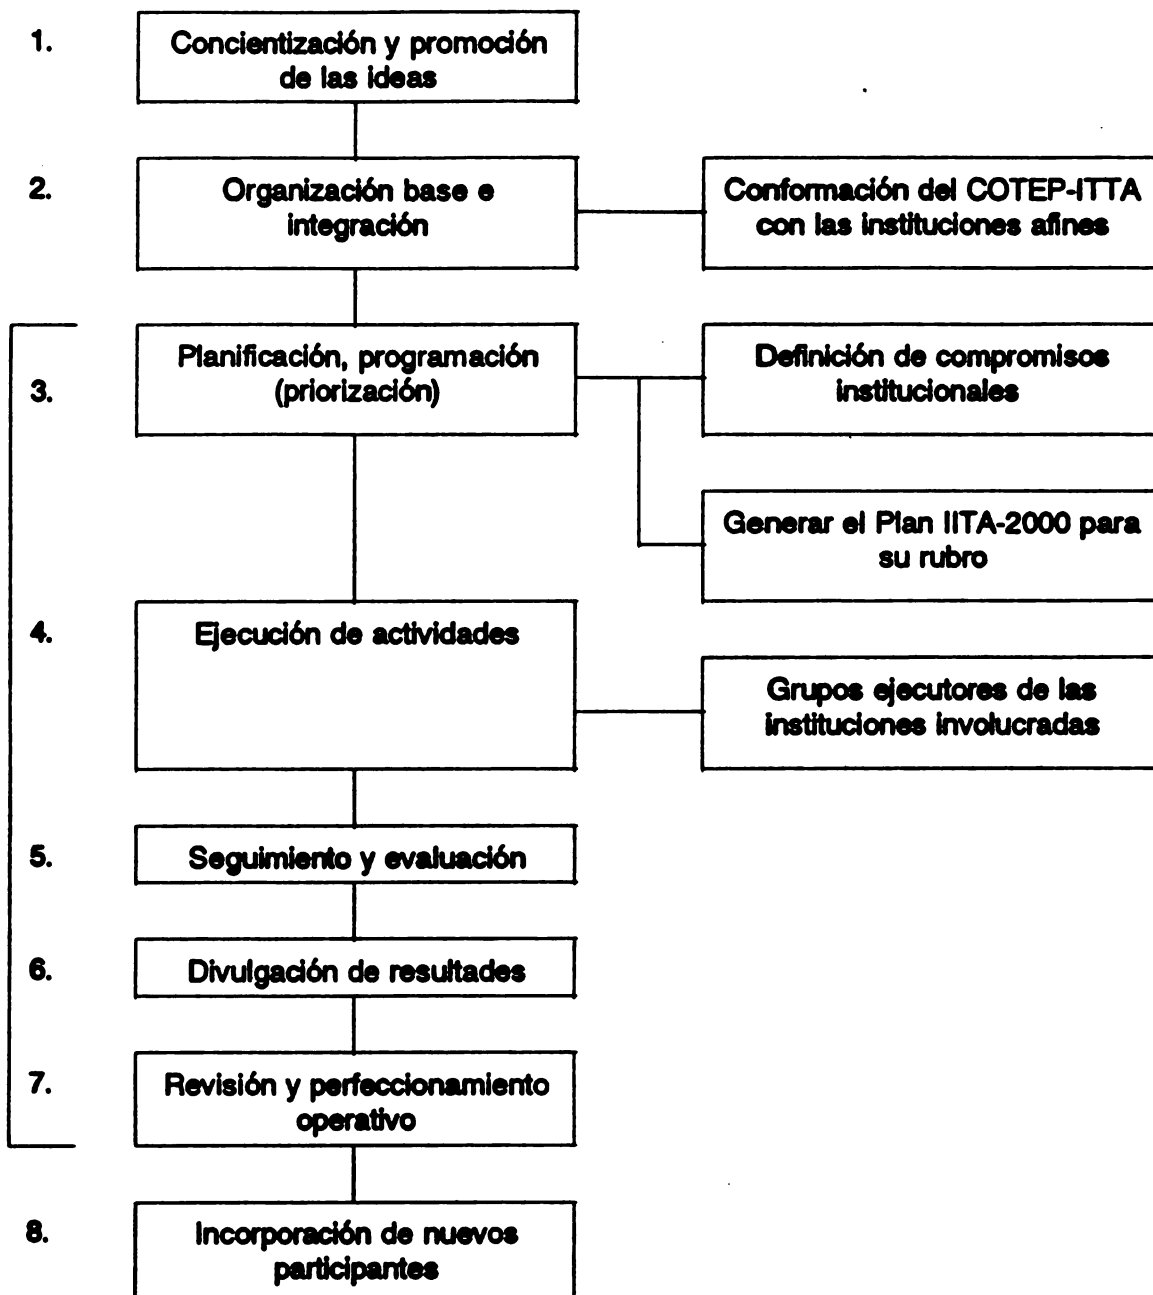 1.
Concientización y promoción
de las ideas
2.
Organización base e
integración
Conformación del COTEP-ITTA
con las instituciones afines
3.
Planificación, programación
(priorización)
Definición de compromisos
institucionales
Generar el Plan IITA-2000 para
su rubro
4.
Ejecución de actividades
Grupos ejecutores de las
instituciones involucradas
5.
Seguimiento y evaluación
6.
Divulgación de resultades
7.
Revisión y perfeccionamiento
operativo
8.
Incorporación de nuevos
participantes